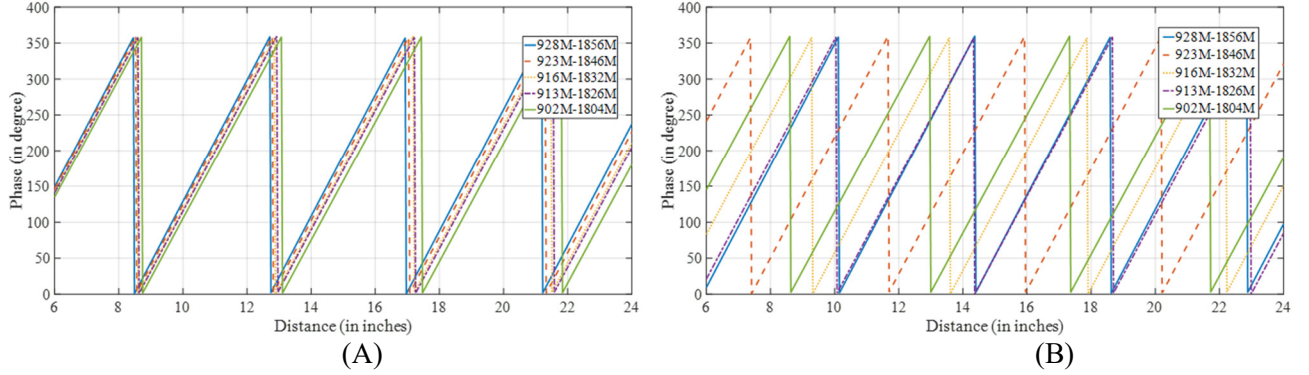 400
350
300
250
200
150
100
50
0
Phase (in degree)
928M-1856M
923M-1846M
916M-1832M
913M-1826M
902M-1804M
6 8 10 12 14 16 18 20 22 24
Distance (in inches)
(A)
400
350
300
250
200
150
100
50
0
Phase (in degree)
928M-1856M
923M-1846M
916M-1832M
913M-1826M
902M-1804M
6 8 10 12 14 16 18 20 22 24
Distance (in inches)
(B)